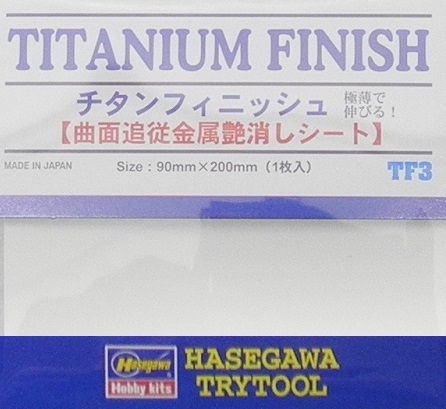 TITANIUM FINISH
チタンフィニッシュ 極薄で伸びる！
【曲面追従金属艶消しシート】
MADE IN JAPAN Size : 90mm×200mm（1枚入） TF3
Hasegawa
Hobby kits
HASEGAWA
TRYTOOL